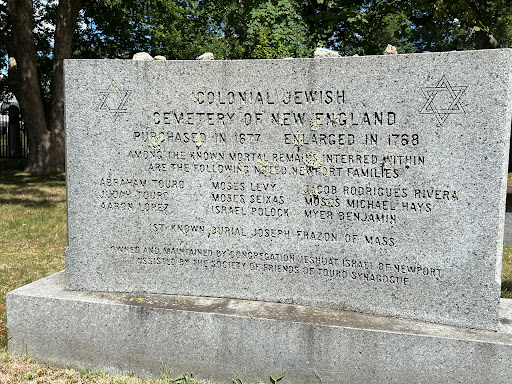 COLONIAL JEWISH
CEMETERY OF NEW ENGLAND
PURCHASED IN 1677 ENLARGED IN 1768
AMONG THE KNOWN MORTAL REMAINS INTERRED WITHIN
ARE THE FOLLOWING NOTED NEWPORT FAMILIES
ABRAHAM TOURO MOSES LEVY JACOB RODRIGUES RIVERA
JUDAH TOURO MOSES SEIXAS MOSES MICHAEL HAYS
AARON LOPEZ ISRAEL POLOCK MYER BENJAMIN
1ST KNOWN BURIAL JOSEPH FRAZON OF MASS
OWNED AND MAINTAINED BY CONGREGATION JESHUAT ISRAEL OF NEWPORT
ASSISTED BY THE SOCIETY OF FRIENDS OF TOURO SYNAGOGUE